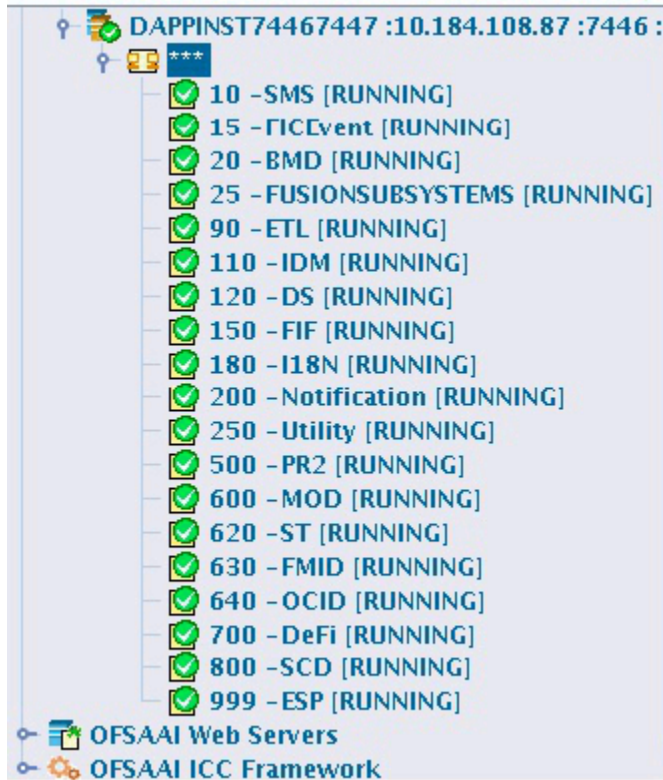 DAPPINST74467447 :10.184.108.87 :7446 :
***
10 -SMS [RUNNING]
15 -FICEvent [RUNNING]
20 -BMD [RUNNING]
25 -FUSIONSUBSYSTEMS [RUNNING]
90 -ETL [RUNNING]
110 -IDM [RUNNING]
120 -DS [RUNNING]
150 -FIF [RUNNING]
180 -I18N [RUNNING]
200 -Notification [RUNNING]
250 -Utility [RUNNING]
500 -PR2 [RUNNING]
600 -MOD [RUNNING]
620 -ST [RUNNING]
630 -FMID [RUNNING]
640 -OCID [RUNNING]
700 -DeFi [RUNNING]
800 -SCD [RUNNING]
999 -ESP [RUNNING]
OFSAAI Web Servers
OFSAAI ICC Framework